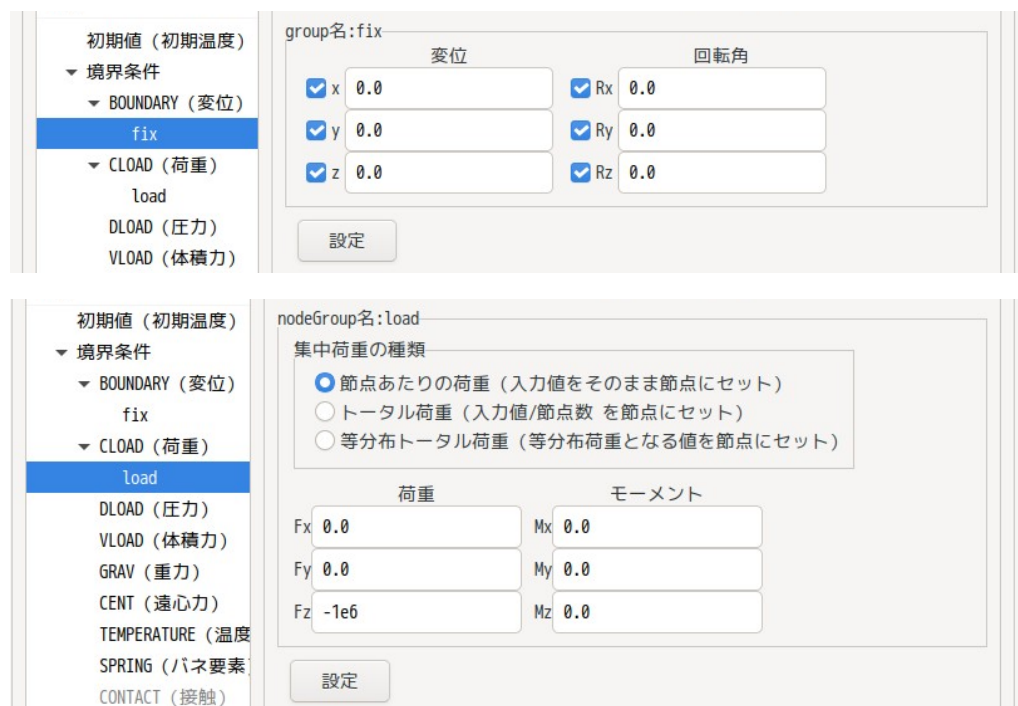 初期値（初期温度）
境界条件
BOUNDARY（変位）
fix
CLOAD（荷重）
load
DLOAD（圧力）
VLOAD（体積力）
group名:fix
変位 回転角
x 0.0 Rx 0.0
y 0.0 Ry 0.0
z 0.0 Rz 0.0
設定
初期値（初期温度）
境界条件
BOUNDARY（変位）
fix
CLOAD（荷重）
load
DLOAD（圧力）
VLOAD（体積力）
GRAV（重力）
CENT（遠心力）
TEMPERATURE（温度
SPRING（バネ要素）
CONTACT（接触）
nodeGroup名:load
集中荷重の種類
節点あたりの荷重（入力値をそのまま節点にセット）
トータル荷重（入力値/節点数 を節点にセット）
等分布トータル荷重（等分布荷重となる値を節点にセット）
荷重 モーメント
Fx 0.0 Mx 0.0
Fy 0.0 My 0.0
Fz -1e6 Mz 0.0
設定